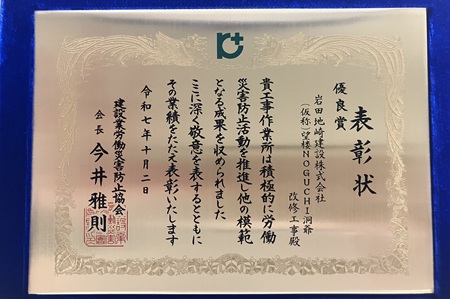 表彰状
優良賞
岩田地崎建設株式会社
(仮称)望楼NOGUCHI洞爺
改修工事殿
貴工事作業所は積極的に労働
災害防止活動を推進し他の模範
となる成果を収められました
ここに深く敬意を表するとともに
その業績をたたえ表彰いたします
令和七年十月二日
建設業労働災害防止協会
会長 今井雅則